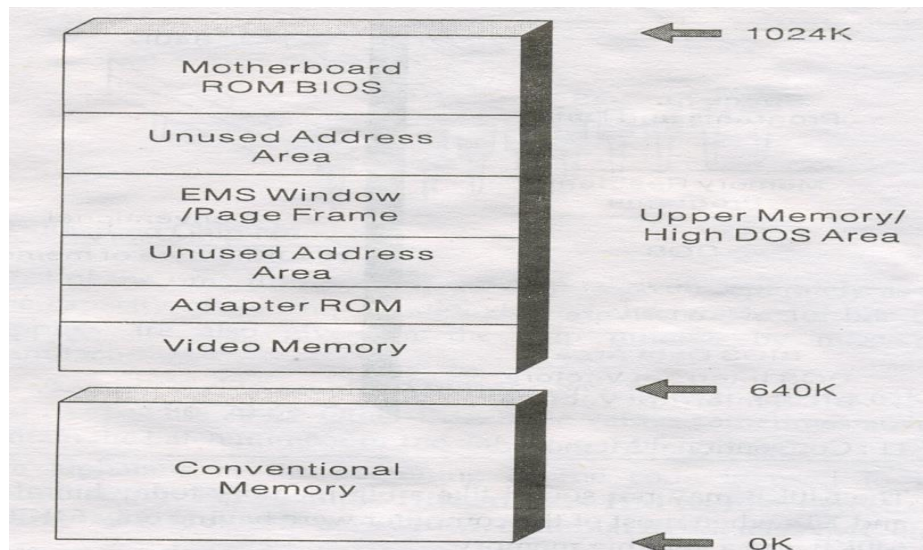 1024K
Motherboard
ROM BIOS
Unused Address
Area
EMS Window
/Page Frame
Upper Memory/
High DOS Area
Unused Address
Area
Adapter ROM
Video Memory
640K
Conventional
Memory
0K